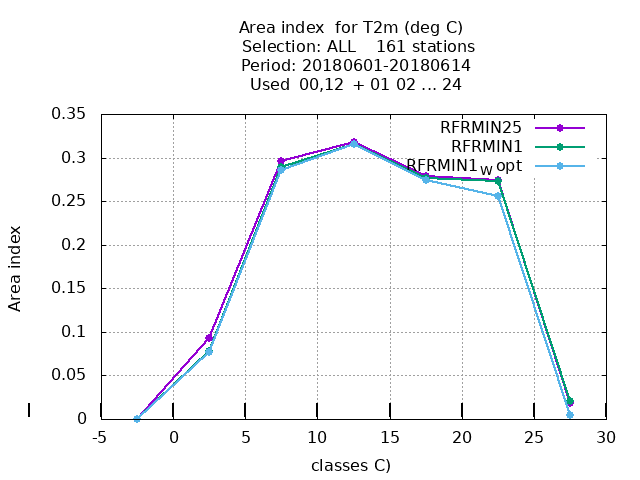 Area index for T2m (deg C)
Selection: ALL 161 stations
Period: 20180601-20180614
Used 00,12 + 01 02 ... 24
0.35
0.3
0.25
0.2
0.15
0.1
0.05
0
Area index
RFRMIN25
RFRMIN1
RFRMIN1w opt
-5
0
5
10
15
20
25
30
classes C)